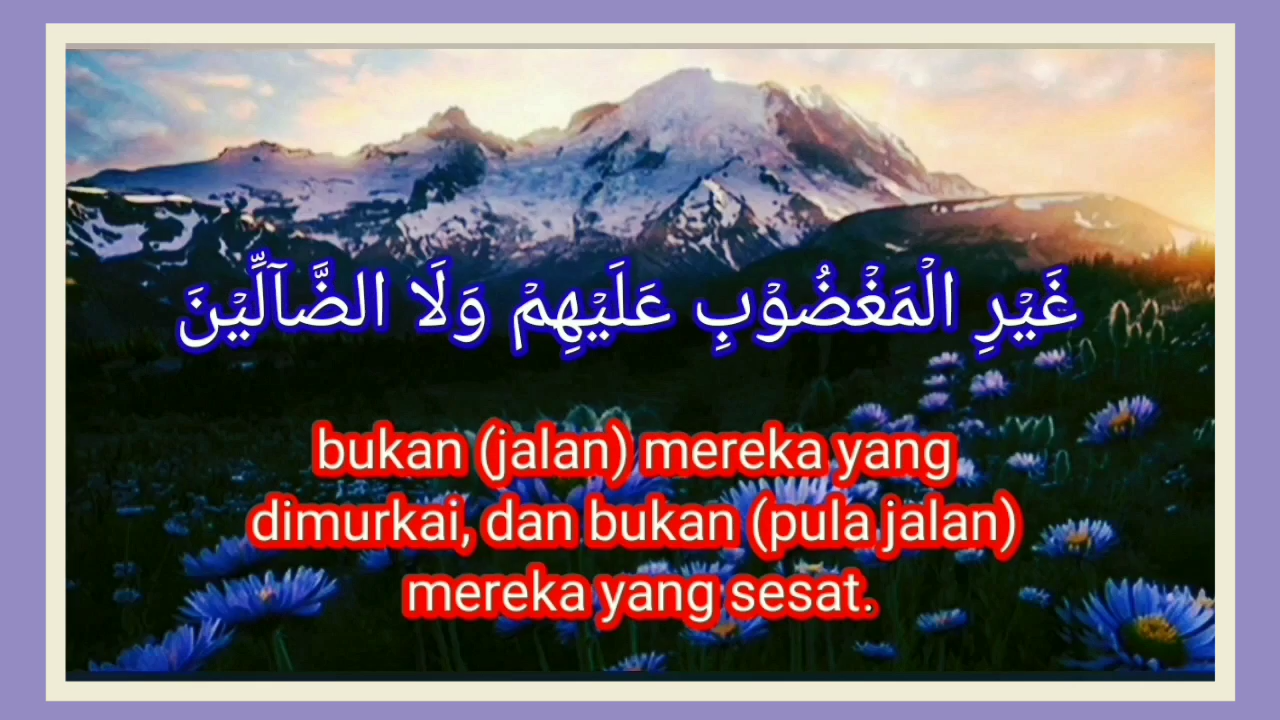 غَيْرِ الْمَغْضُوْبِ عَلَيْهِمْ وَلَا الضَّآلِّيْنَ
bukan (jalan) mereka yang
dimurkai, dan bukan (pula jalan)
mereka yang sesat.